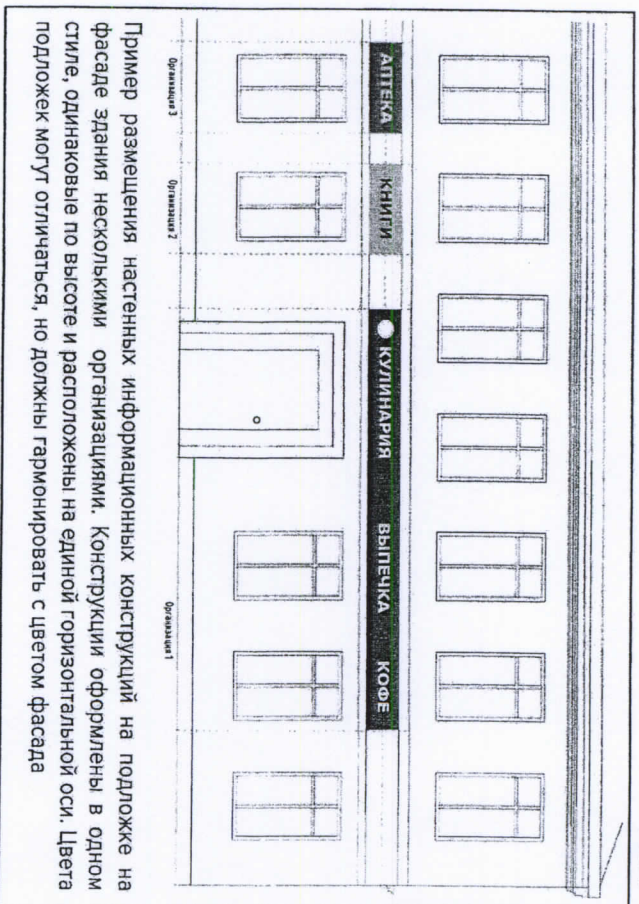 АПТЕКА
КНИГИ
КУЛИНАРИЯ ВЫПЕЧКА КОФЕ
Организация 3
Организация 2
Организация 1
Пример размещения настенных информационных конструкций на подложке на
фасаде здания несколькими организациями. Конструкции оформлены в одном
стиле, одинаковые по высоте и расположены на единой горизонтальной оси. Цвета
подложек могут отличаться, но должны гармонировать с цветом фасада